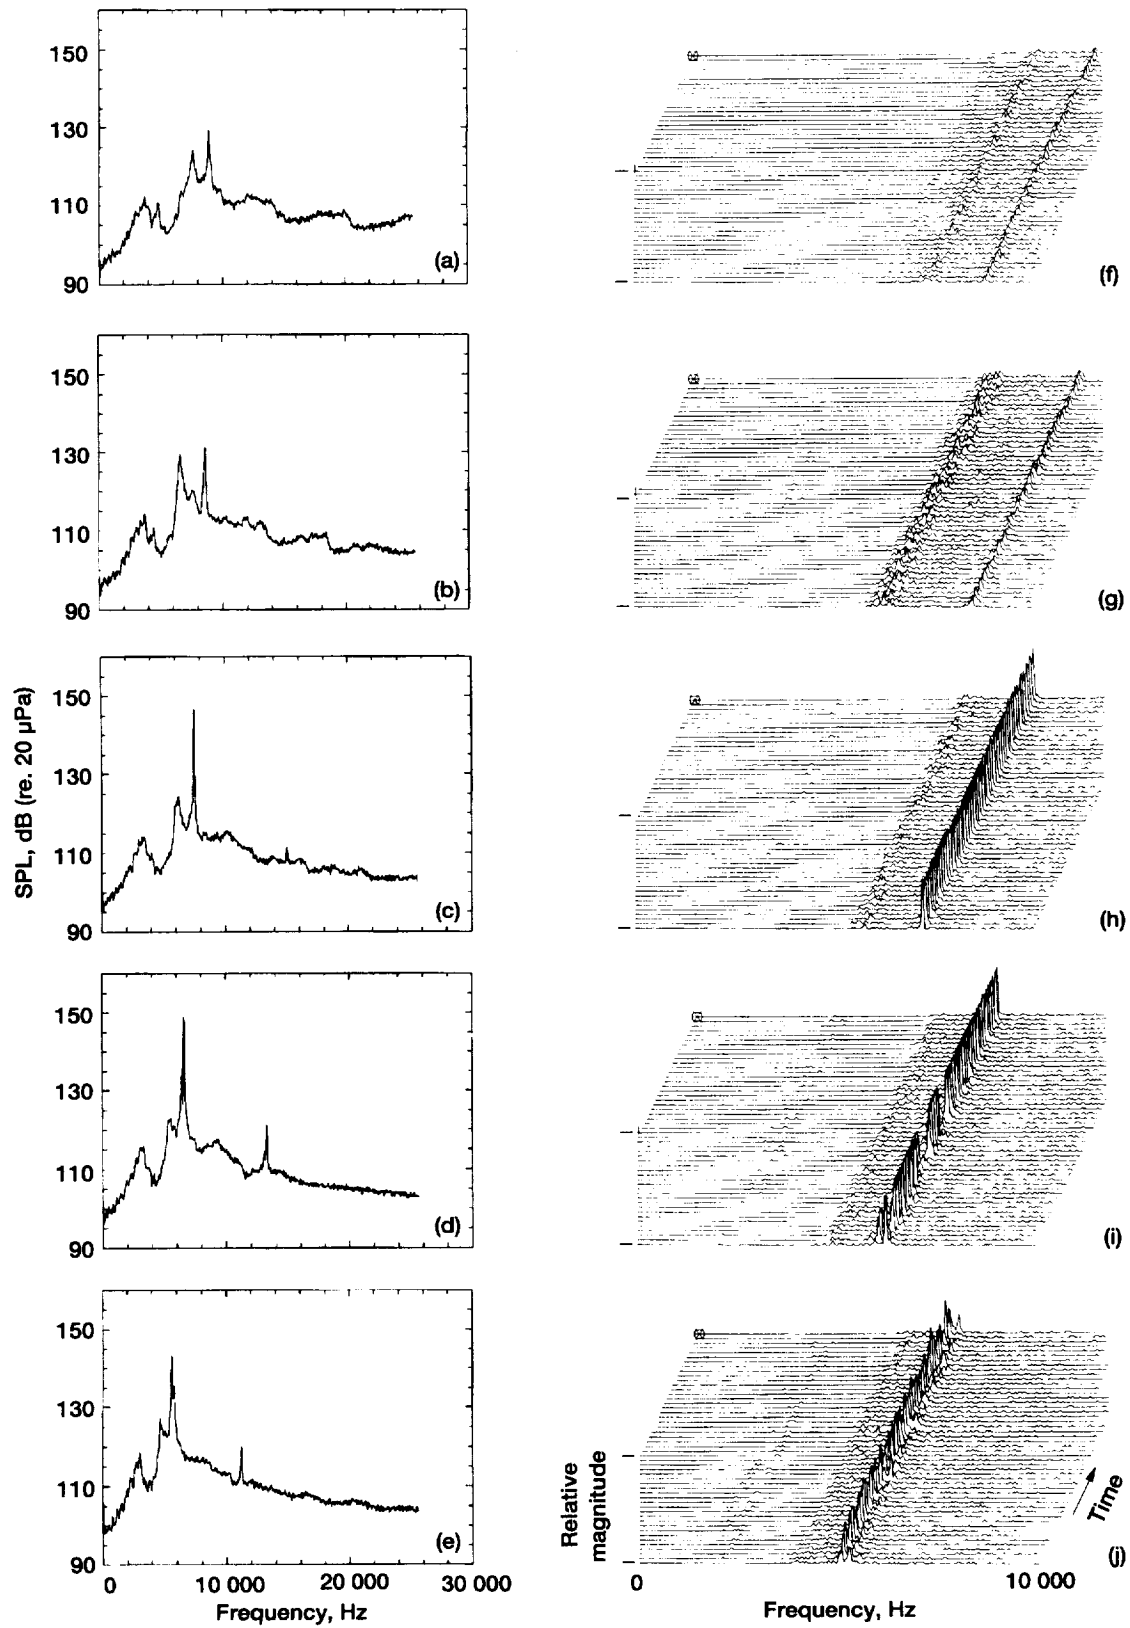 150
130
110
90
(a)
(f)
150
130
110
90
(b)
(g)
SPL, dB (re. 20 µPa)
150
130
110
90
(c)
(h)
150
130
110
90
(d)
(i)
150
130
110
90
(e)
0 10 000 20 000 30 000
Frequency, Hz
Relative
magnitude
Time
(j)
0 10 000
Frequency, Hz